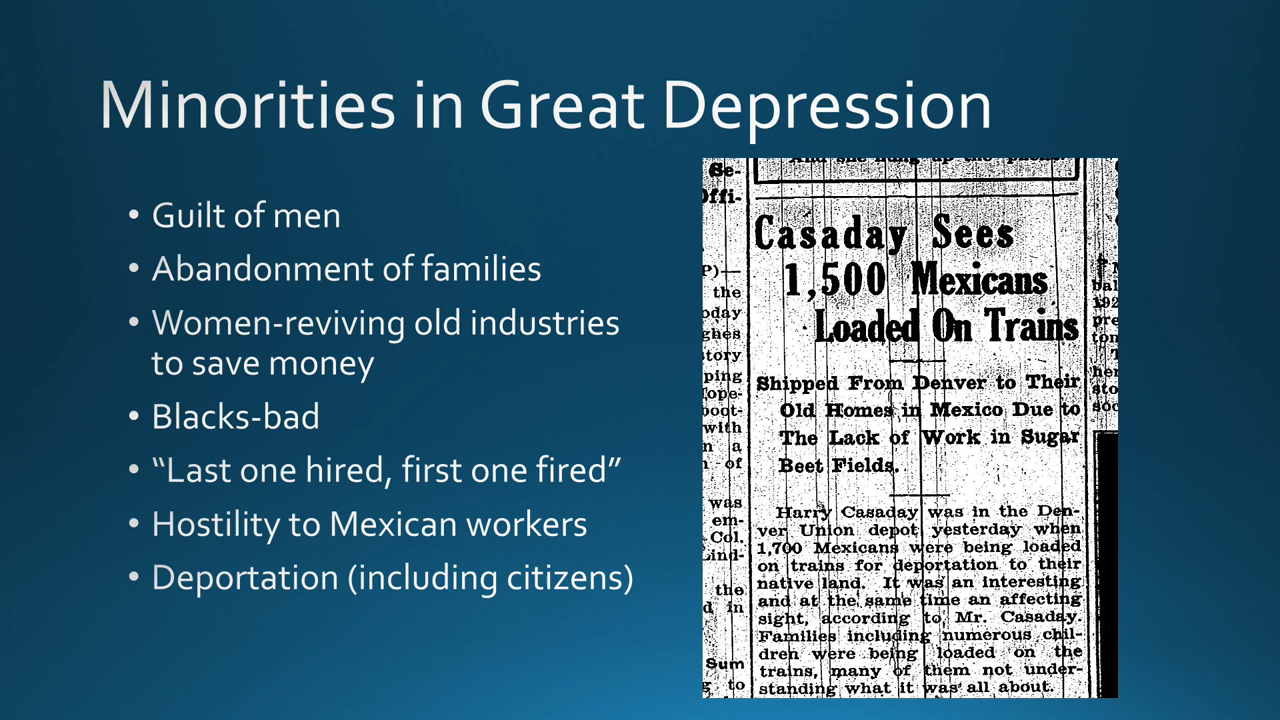 Minorities in Great Depression
• Guilt of men
• Abandonment of families
• Women-reviving old industries
to save money
• Blacks-bad
• “Last one hired, first one fired”
• Hostility to Mexican workers
• Deportation (including citizens)
Casaday Sees
1,500 Mexicans
Loaded On Trains
Shipped From Denver to Their
Old Homes in Mexico Due to
The Lack of Work in Sugar
Beet Fields.
Harry Casaday was in the Den-
ver Union depot yesterday when
1,700 Mexicans were being loaded
on trains for deportation to their
native land. It was an interesting
and at the same time an affecting
sight, according to Mr. Casaday.
Families including numerous chil-
dren were being loaded on the
trains, many of them not under-
standing what it was all about.